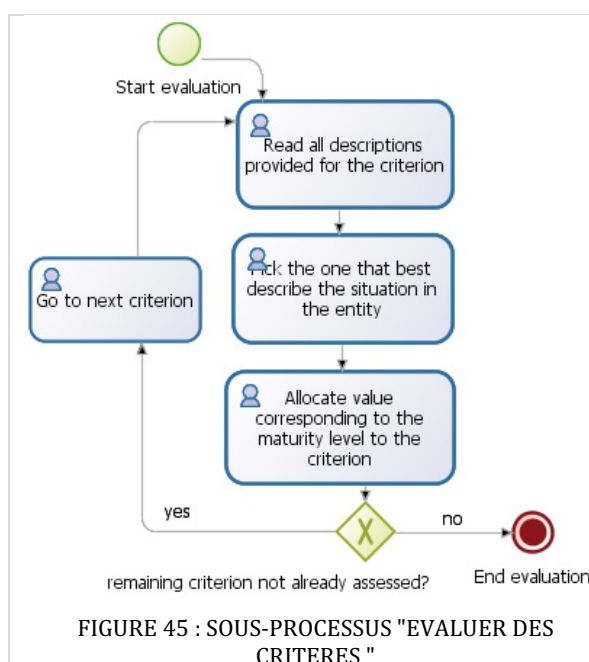 Start evaluation
Read all descriptions
provided for the criterion
Go to next criterion
Pick the one that best
describe the situation in
the entity
Allocate value
corresponding to the
maturity level to the
criterion
yes
no
remaining criterion not already assessed?
End evaluation
FIGURE 45 : SOUS-PROCESSUS "EVALUER DES
CRITERES "